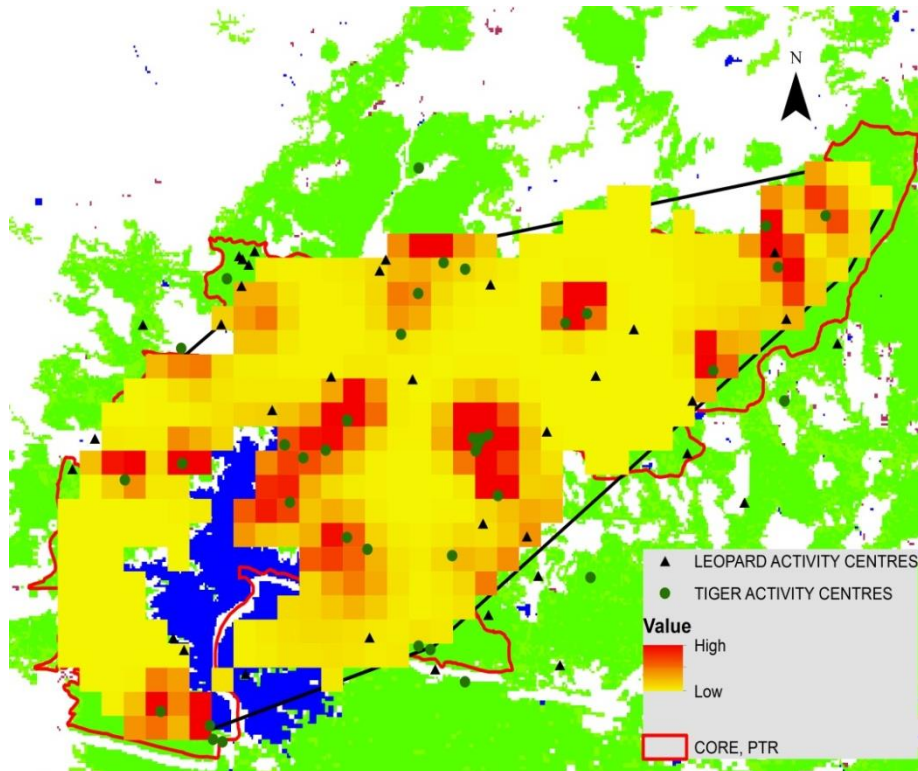 N
LEOPARD ACTIVITY CENTRES
TIGER ACTIVITY CENTRES
Value
High
Low
CORE, PTR